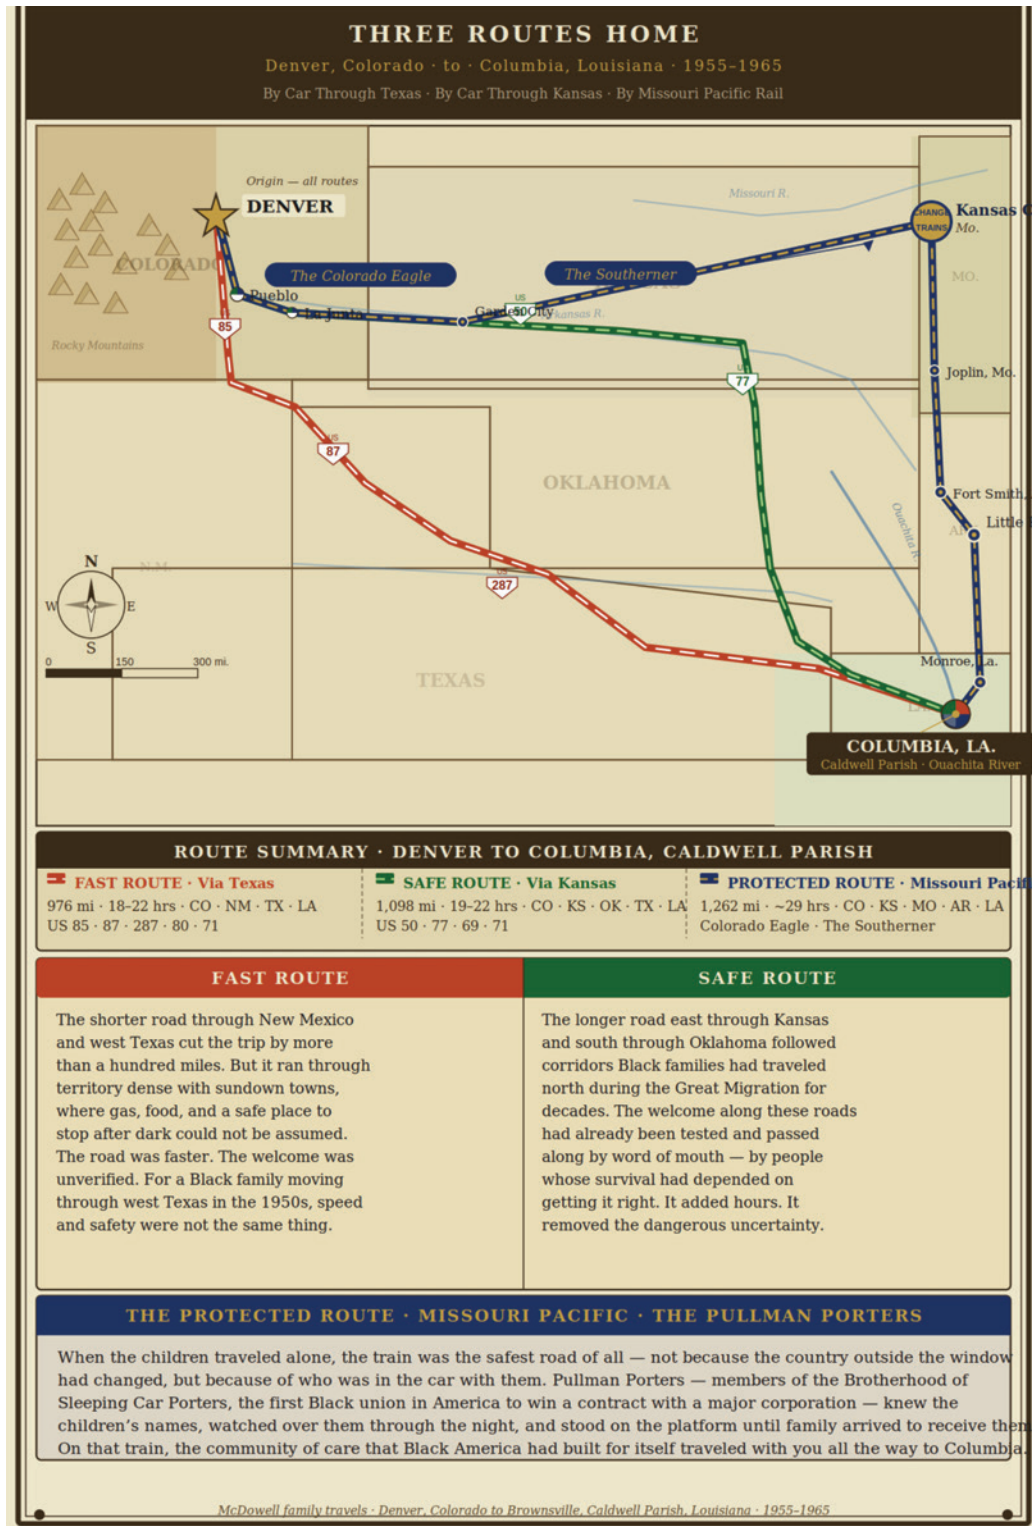 THREE ROUTES HOME
Denver, Colorado · to · Columbia, Louisiana · 1955–1965
By Car Through Texas · By Car Through Kansas · By Missouri Pacific Rail
Origin — all routes
DENVER
COLORADO
Rocky Mountains
Pueblo
La Junta
The Colorado Eagle
The Southerner
Missouri R.
CHANGE
TRAINS
Kansas C
Mo.
MO.
US
50
Garden City
Arkansas R.
85
US
77
Joplin, Mo.
US
87
OKLAHOMA
Fort Smith,
Little
AR
Ouachita R.
N.M.
US
287
N
W
E
S
0 150 300 mi.
TEXAS
Monroe, La.
LA.
COLUMBIA, LA.
Caldwell Parish · Ouachita River
ROUTE SUMMARY · DENVER TO COLUMBIA, CALDWELL PARISH
FAST ROUTE · Via Texas
976 mi · 18–22 hrs · CO · NM · TX · LA
US 85 · 87 · 287 · 80 · 71
SAFE ROUTE · Via Kansas
1,098 mi · 19–22 hrs · CO · KS · OK · TX · LA
US 50 · 77 · 69 · 71
PROTECTED ROUTE · Missouri Pacif
1,262 mi · ~29 hrs · CO · KS · MO · AR · LA
Colorado Eagle · The Southerner
FAST ROUTE
The shorter road through New Mexico
and west Texas cut the trip by more
than a hundred miles. But it ran through
territory dense with sundown towns,
where gas, food, and a safe place to
stop after dark could not be assumed.
The road was faster. The welcome was
unverified. For a Black family moving
through west Texas in the 1950s, speed
and safety were not the same thing.
SAFE ROUTE
The longer road east through Kansas
and south through Oklahoma followed
corridors Black families had traveled
north during the Great Migration for
decades. The welcome along these roads
had already been tested and passed
along by word of mouth — by people
whose survival had depended on
getting it right. It added hours. It
removed the dangerous uncertainty.
THE PROTECTED ROUTE · MISSOURI PACIFIC · THE PULLMAN PORTERS
When the children traveled alone, the train was the safest road of all — not because the country outside the window
had changed, but because of who was in the car with them. Pullman Porters — members of the Brotherhood of
Sleeping Car Porters, the first Black union in America to win a contract with a major corporation — knew the
children’s names, watched over them through the night, and stood on the platform until family arrived to receive them
On that train, the community of care that Black America had built for itself traveled with you all the way to Columbia.
McDowell family travels · Denver, Colorado to Brownsville, Caldwell Parish, Louisiana · 1955–1965